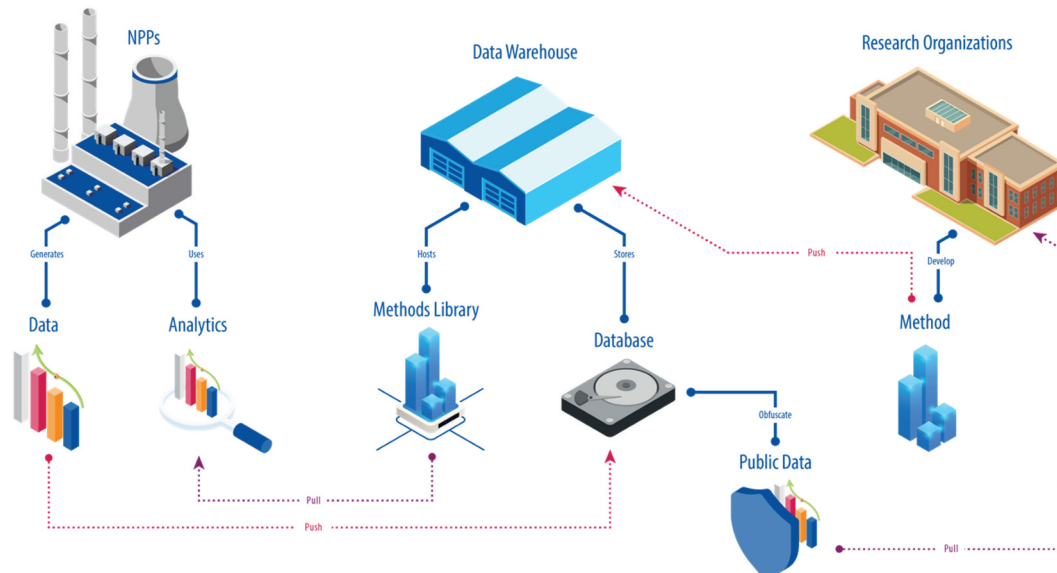 NPPs
Data Warehouse
Research Organizations
Generates
Uses
Hosts
Stores
Push
Develop
Data
Analytics
Methods Library
Database
Method
Obfuscate
Public Data
Pull
Push
Pull